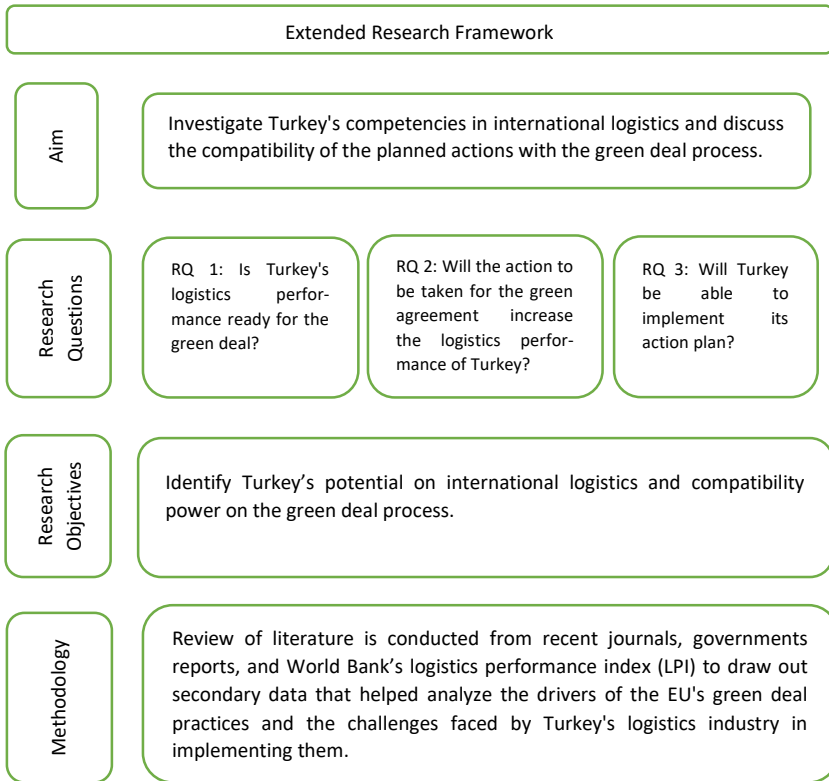 Extended Research Framework
Aim
Investigate Turkey's competencies in international logistics and discuss
the compatibility of the planned actions with the green deal process.
Research
Questions
RQ 1: Is Turkey's
logistics perfor-
mance ready for the
green deal?
RQ 2: Will the action to
be taken for the green
agreement increase
the logistics perfor-
mance of Turkey?
RQ 3: Will Turkey
be able to
implement its
action plan?
Research
Objectives
Identify Turkey’s potential on international logistics and compatibility
power on the green deal process.
Methodology
Review of literature is conducted from recent journals, governments
reports, and World Bank’s logistics performance index (LPI) to draw out
secondary data that helped analyze the drivers of the EU's green deal
practices and the challenges faced by Turkey's logistics industry in
implementing them.